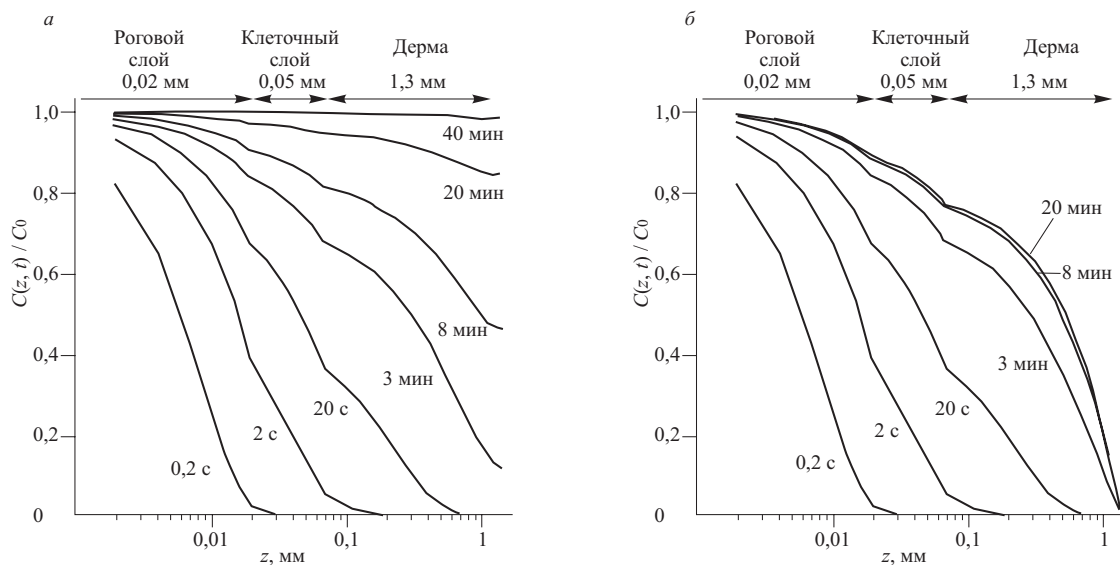 а
Роговой
слой
0,02 мм
Клеточный
слой
0,05 мм
Дерма
1,3 мм
C(z, t) / C0
1,0
0,8
0,6
0,4
0,2
0
40 мин
20 мин
8 мин
3 мин
20 с
2 с
0,2 с
0,01
0,1
1
z, мм
б
Роговой
слой
0,02 мм
Клеточный
слой
0,05 мм
Дерма
1,3 мм
C(z, t) / C0
1,0
0,8
0,6
0,4
0,2
0
20 мин
8 мин
3 мин
20 с
2 с
0,2 с
0,01
0,1
1
z, мм